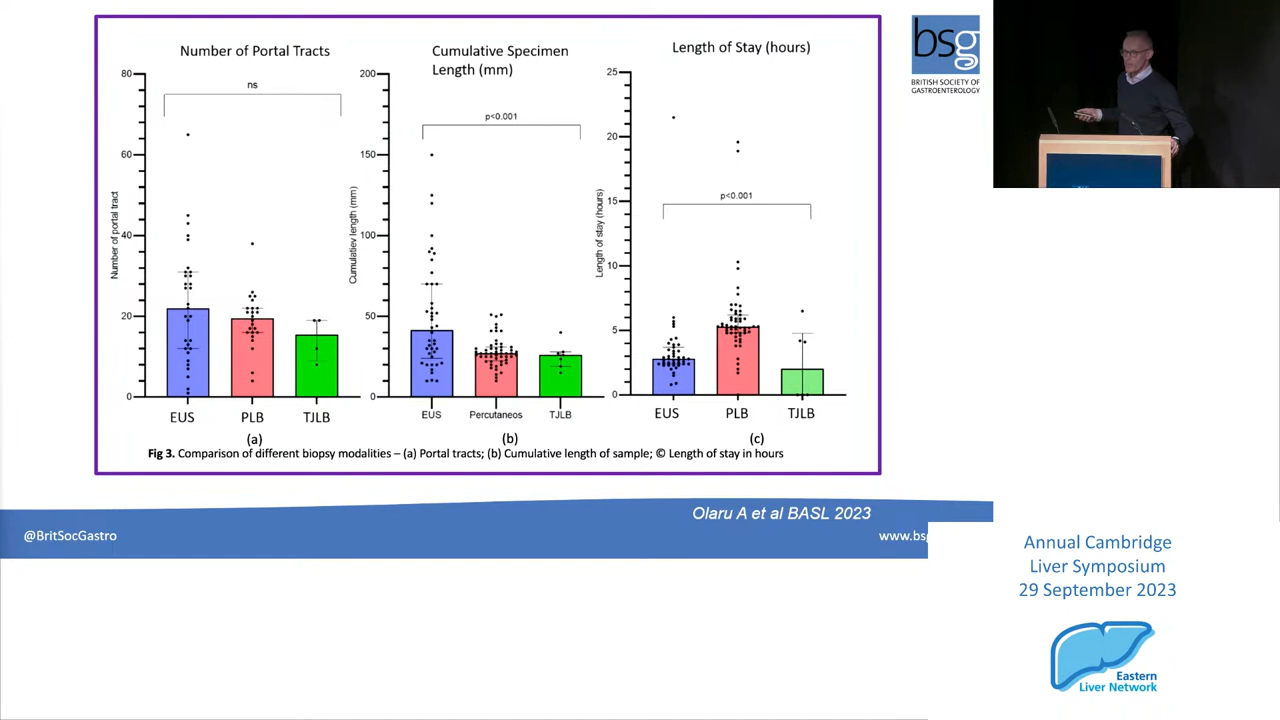 Number of Portal Tracts
80
60
40
20
0
Number of portal tract
ns
EUS
PLB
TJLB
(a)
Cumulative Specimen
Length (mm)
200
150
100
50
0
Cumulatiev length (mm)
p<0.001
EUS
Percutaneos
TJLB
(b)
Length of Stay (hours)
25
20
15
10
5
0
Length of stay (hours)
p<0.001
EUS
PLB
TJLB
(c)
Fig 3. Comparison of different biopsy modalities – (a) Portal tracts; (b) Cumulative length of sample; © Length of stay in hours
bsg
BRITISH SOCIETY OF
GASTROENTEROLOGY
Olaru A et al BASL 2023
@BritSocGastro
www.bsg
Annual Cambridge
Liver Symposium
29 September 2023
Eastern
Liver Network